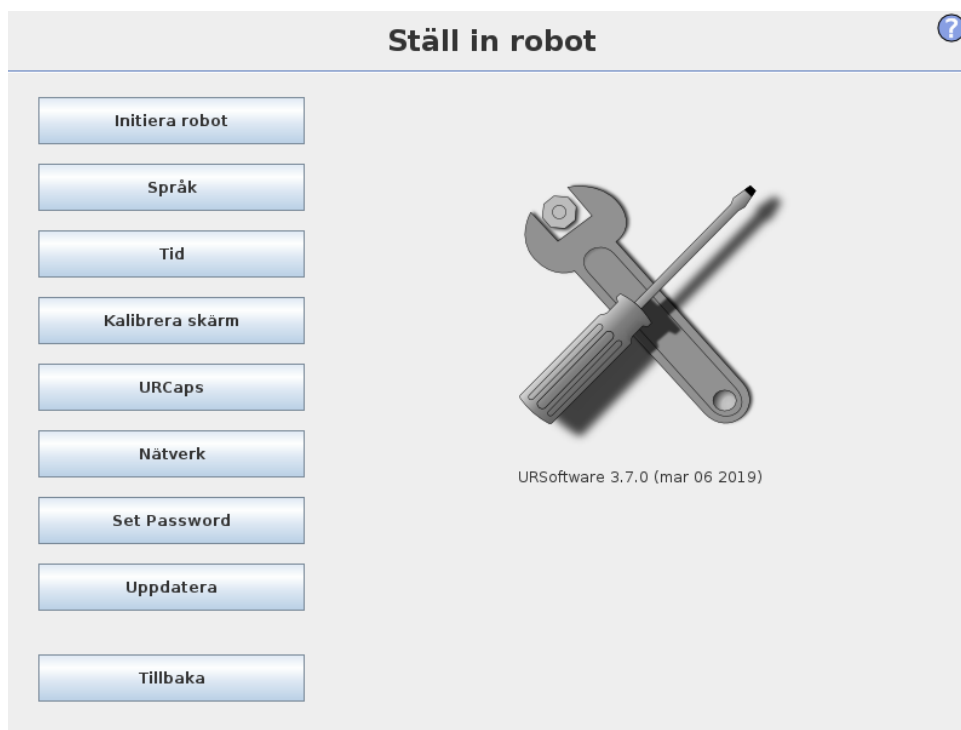 Ställ in robot
?
Initiera robot
Språk
Tid
Kalibrera skärm
URCaps
Nätverk
Set Password
Uppdatera
Tillbaka
URSoftware 3.7.0 (mar 06 2019)